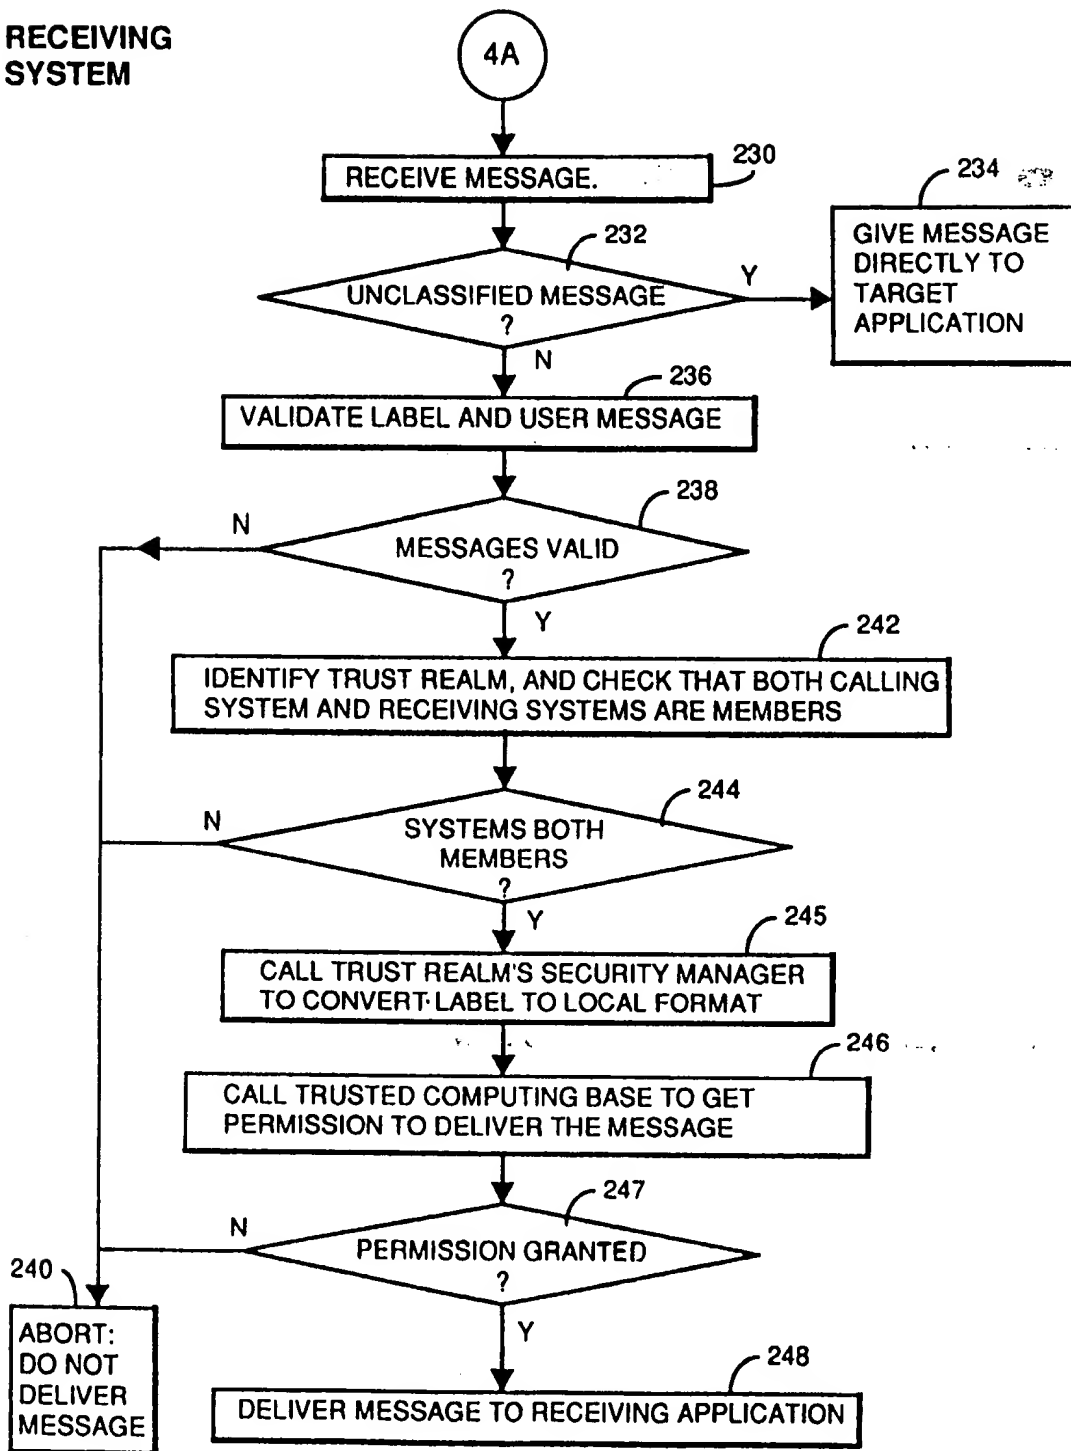 RECEIVING
SYSTEM
4A
RECEIVE MESSAGE.
230
UNCLASSIFIED MESSAGE
?
232
Y
234
GIVE MESSAGE
DIRECTLY TO
TARGET
APPLICATION
N
236
VALIDATE LABEL AND USER MESSAGE
238
MESSAGES VALID
?
N
Y
242
IDENTIFY TRUST REALM, AND CHECK THAT BOTH CALLING
SYSTEM AND RECEIVING SYSTEMS ARE MEMBERS
244
SYSTEMS BOTH
MEMBERS
?
N
Y
245
CALL TRUST REALM'S SECURITY MANAGER
TO CONVERT LABEL TO LOCAL FORMAT
246
CALL TRUSTED COMPUTING BASE TO GET
PERMISSION TO DELIVER THE MESSAGE
247
PERMISSION GRANTED
?
N
Y
240
ABORT:
DO NOT
DELIVER
MESSAGE
248
DELIVER MESSAGE TO RECEIVING APPLICATION